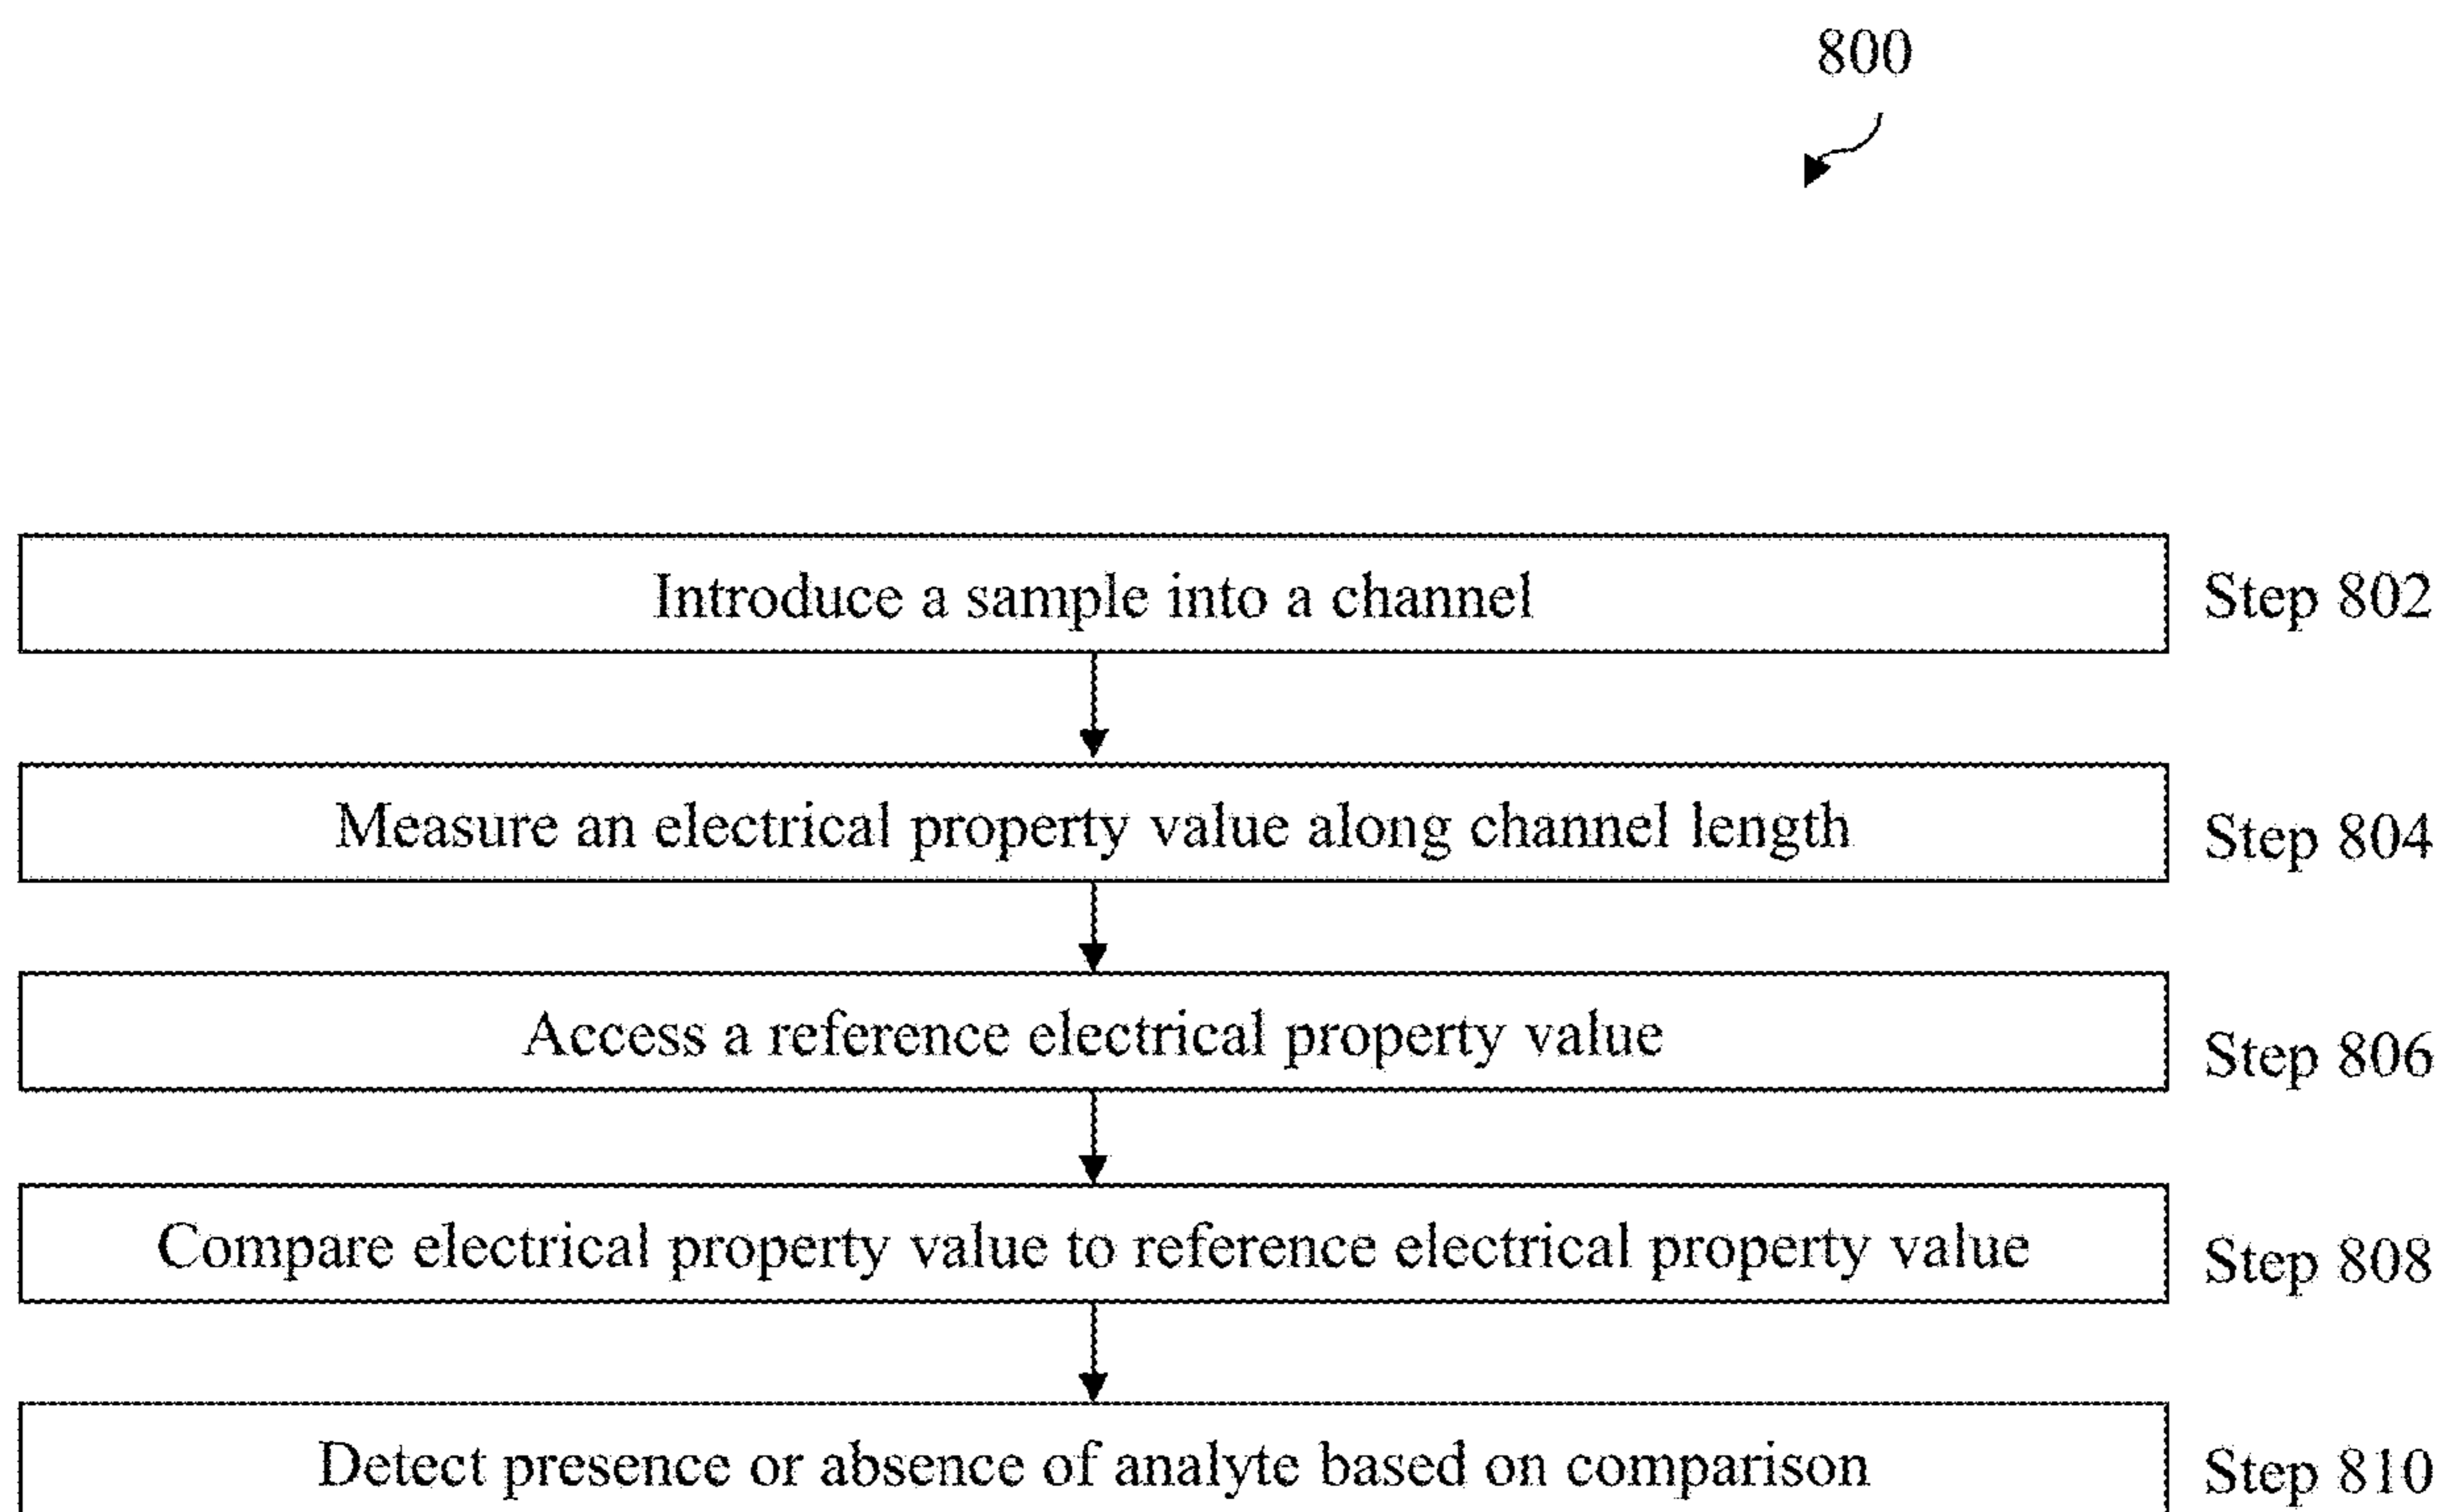 800
Introduce a sample into a channel Step 802
Measure an electrical property value along channel length Step 804
Access a reference electrical property value Step 806
Compare electrical property value to reference electrical property value Step 808
Detect presence or absence of analyte based on comparison Step 810